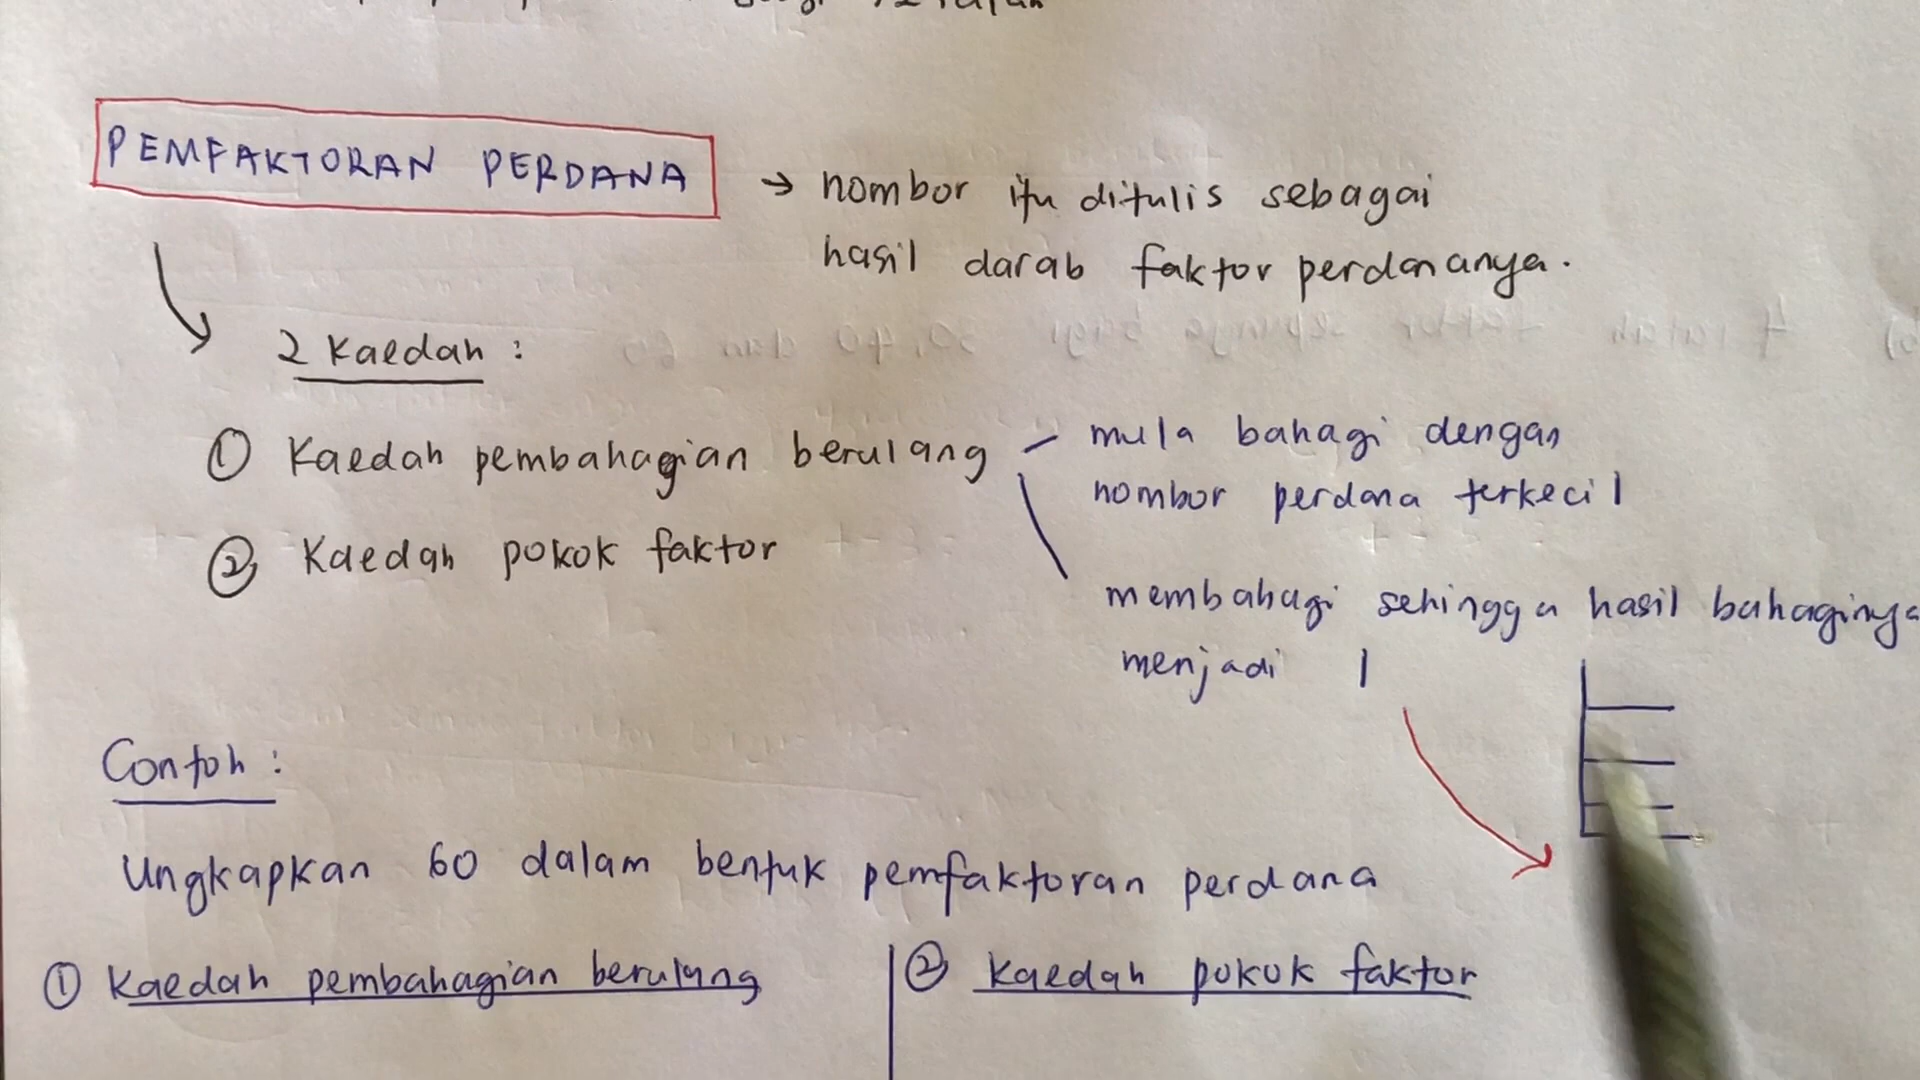 PEMFAKTORAN PERDANA → nombor itu ditulis sebagai
hasil darab faktor perdananya.
2 Kaedah :
① Kaedah pembahagian berulang
mula bahagi dengan
nombor perdana terkecil
② Kaedah pokok faktor
membahagi sehingga hasil bahaginya
menjadi 1
Contoh :
Ungkapkan 60 dalam bentuk pemfaktoran perdana
① Kaedah pembahagian berulang
② Kaedah pokok faktor